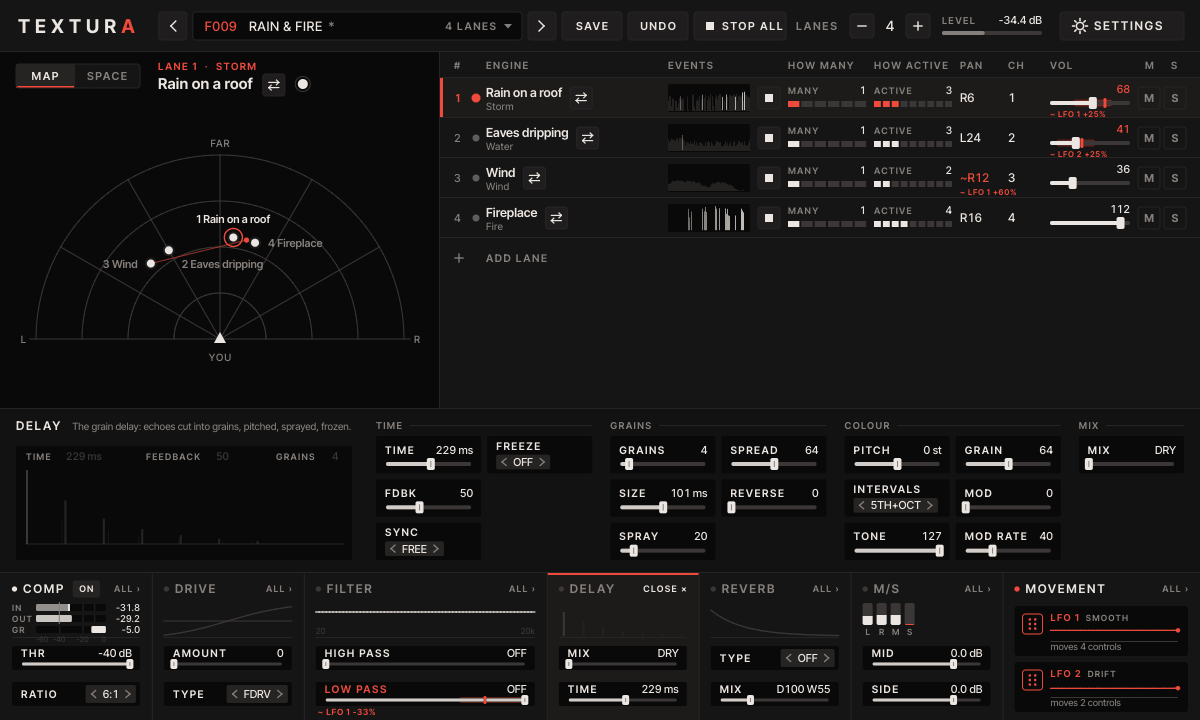 TEXTURA
F009 RAIN & FIRE * 4 LANES
SAVE
UNDO
STOP ALL
LANES 4
LEVEL -34.4 dB
SETTINGS
MAP SPACE
LANE 1 · STORM
Rain on a roof
FAR
1 Rain on a roof
4 Fireplace
3 Wind
2 Eaves dripping
L
R
YOU
# ENGINE EVENTS HOW MANY HOW ACTIVE PAN CH VOL M S
1 Rain on a roof MANY 1 ACTIVE 3 R6 1 68 M S
Storm
~ LFO 1 +25%
2 Eaves dripping MANY 1 ACTIVE 3 L24 2 41 M S
Water
~ LFO 2 +25%
3 Wind MANY 1 ACTIVE 2 ~R12 3 36 M S
Wind
~ LFO 1 +60%
4 Fireplace MANY 1 ACTIVE 4 R16 4 112 M S
Fire
+ ADD LANE
DELAY The grain delay: echoes cut into grains, pitched, sprayed, frozen.
TIME 229 ms FEEDBACK 50 GRAINS 4
TIME
TIME 229 ms
FREEZE
< OFF >
FDBK 50
SYNC
< FREE >
GRAINS
GRAINS 4
SPREAD 64
SIZE 101 ms
REVERSE 0
SPRAY 20
COLOUR
PITCH 0 st
GRAIN 64
INTERVALS
< 5TH+OCT >
MOD 0
TONE 127
MOD RATE 40
MIX
MIX DRY
COMP ON ALL ›
IN -31.8
OUT -29.2
GR -5.0
-60 -40 -20 0
THR -40 dB
RATIO < 6:1 >
DRIVE ALL ›
AMOUNT 0
TYPE < FDRV >
FILTER ALL ›
20 20k
HIGH PASS OFF
LOW PASS OFF
~ LFO 1 -33%
DELAY CLOSE ×
MIX DRY
TIME 229 ms
REVERB ALL ›
TYPE < OFF >
MIX D100 W55
M/S ALL ›
L R M S
MID 0.0 dB
SIDE 0.0 dB
MOVEMENT
LFO 1 SMOOTH
moves 4 controls
LFO 2 DRIFT
moves 2 controls